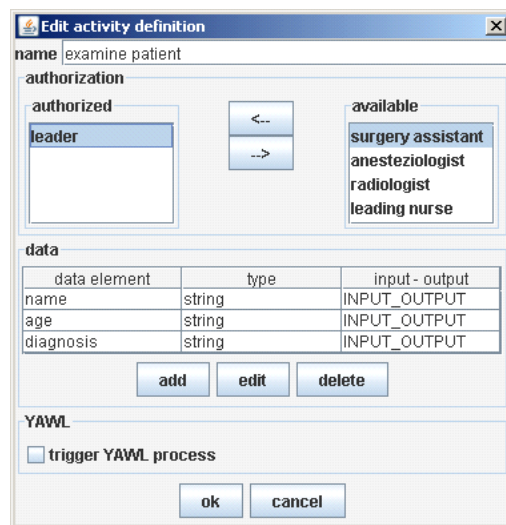 Edit activity definition
name examine patient
authorization
authorized
leader
<--
-->
available
surgery assistant
anesteziologist
radiologist
leading nurse
data
data element type input - output
name string INPUT_OUTPUT
age string INPUT_OUTPUT
diagnosis string INPUT_OUTPUT
add edit delete
YAWL
trigger YAWL process
ok cancel